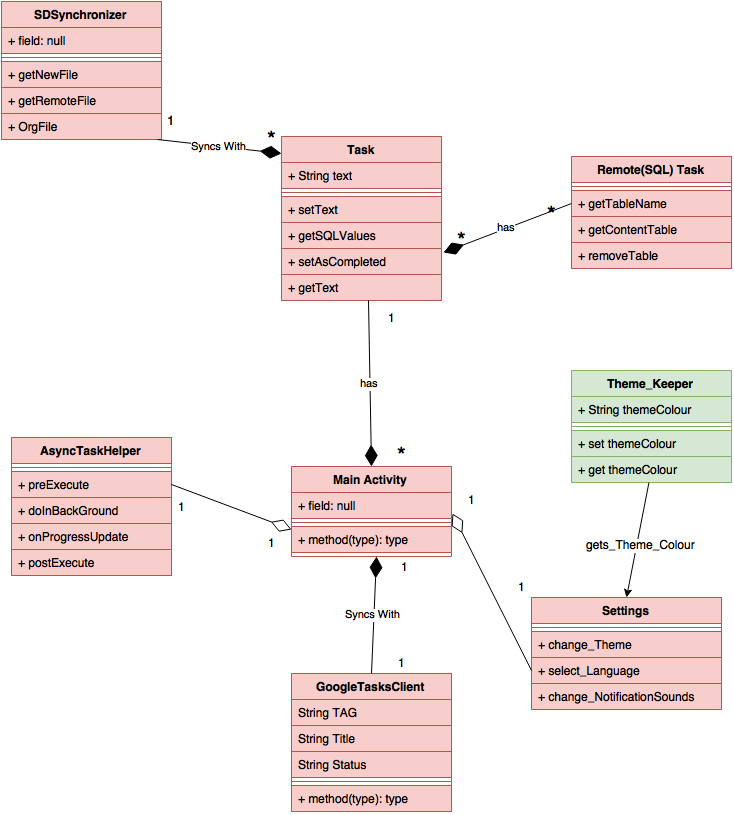 SDSynchronizer
+ field: null
+ getNewFile
+ getRemoteFile
+ OrgFile
1
Syncs With
*
Task
+ String text
+ setText
+ getSQLValues
+ setAsCompleted
+ getText
*
has
*
Remote(SQL) Task
+ getTableName
+ getContentTable
+ removeTable
1
has
*
Theme_Keeper
+ String themeColour
+ set themeColour
+ get themeColour
gets_Theme_Colour
AsyncTaskHelper
+ preExecute
+ doInBackGround
+ onProgressUpdate
+ postExecute
1
1
Main Activity
+ field: null
+ method(type): type
1
1
1
Syncs With
1
Settings
+ change_Theme
+ select_Language
+ change_NotificationSounds
GoogleTasksClient
String TAG
String Title
String Status
+ method(type): type